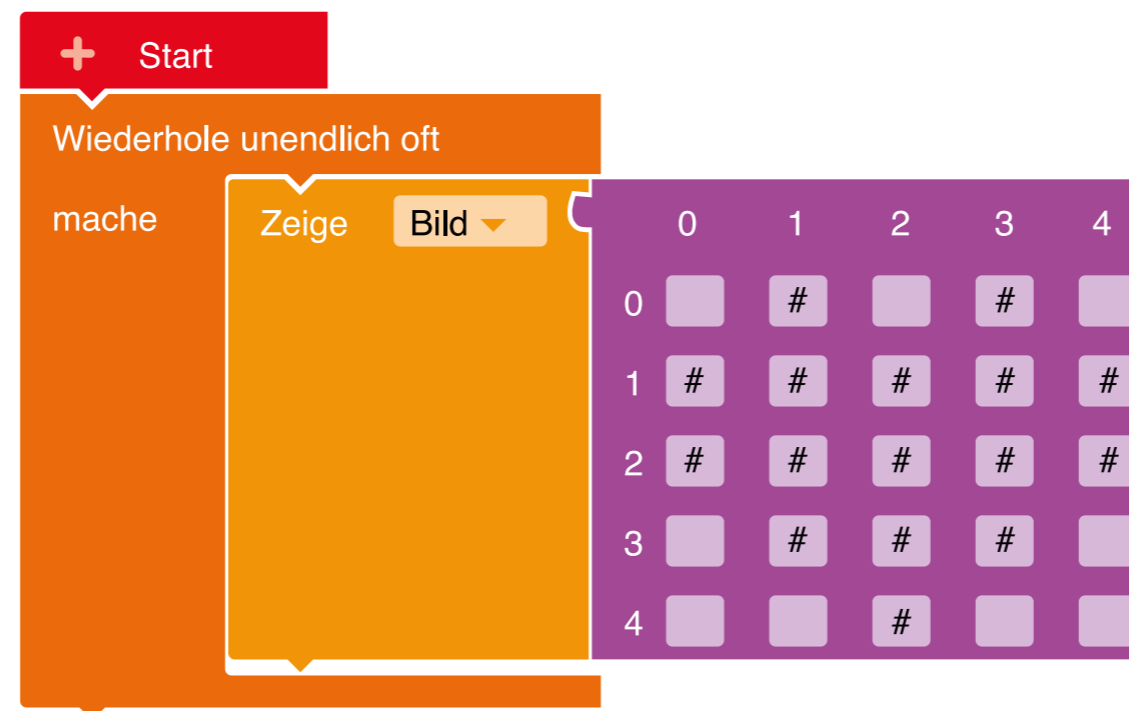 + Start
Wiederhole unendlich oft
mache Zeige Bild 0 1 2 3 4
0 # #
1 # # # # #
2 # # # # #
3 # # #
4 #